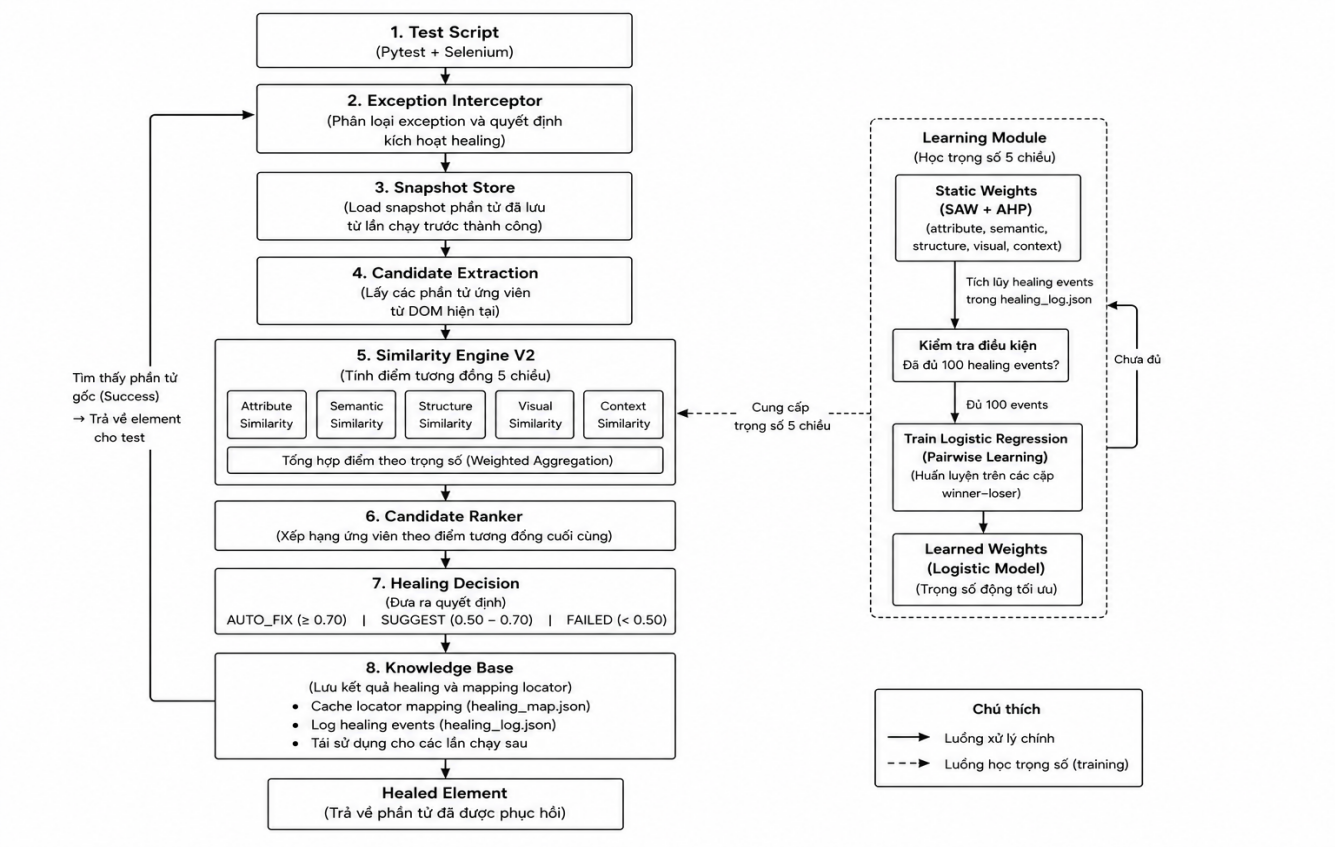 1. Test Script
(Pytest + Selenium)
2. Exception Interceptor
(Phân loại exception và quyết định
kích hoạt healing)
3. Snapshot Store
(Load snapshot phần tử đã lưu
từ lần chạy trước thành công)
4. Candidate Extraction
(Lấy các phần tử ứng viên
từ DOM hiện tại)
5. Similarity Engine V2
(Tính điểm tương đồng 5 chiều)
Attribute
Similarity
Semantic
Similarity
Structure
Similarity
Visual
Similarity
Context
Similarity
Tổng hợp điểm theo trọng số (Weighted Aggregation)
6. Candidate Ranker
(Xếp hạng ứng viên theo điểm tương đồng cuối cùng)
7. Healing Decision
(Đưa ra quyết định)
AUTO_FIX (≥ 0.70) | SUGGEST (0.50 – 0.70) | FAILED (< 0.50)
8. Knowledge Base
(Lưu kết quả healing và mapping locator)
• Cache locator mapping (healing_map.json)
• Log healing events (healing_log.json)
• Tái sử dụng cho các lần chạy sau
Healed Element
(Trả về phần tử đã được phục hồi)
Tìm thấy phần tử
gốc (Success)
→ Trả về element
cho test
Cung cấp
trọng số 5 chiều
Learning Module
(Học trọng số 5 chiều)
Static Weights
(SAW + AHP)
(attribute, semantic,
structure, visual, context)
Tích lũy healing events
trong healing_log.json
Kiểm tra điều kiện
Đã đủ 100 healing events?
Chưa đủ
Đủ 100 events
Train Logistic Regression
(Pairwise Learning)
(Huấn luyện trên các cặp
winner–loser)
Learned Weights
(Logistic Model)
(Trọng số động tối ưu)
Chú thích
Luồng xử lý chính
Luồng học trọng số (training)